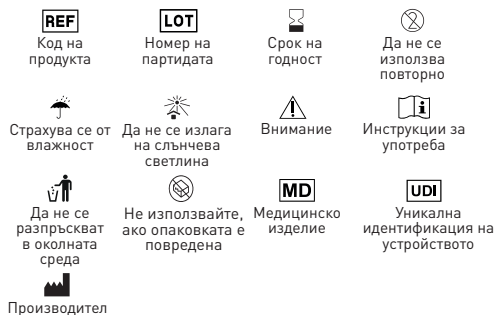 REF
Код на
продукта
LOT
Номер на
партидата
Срок на
годност
2
Да не се
използва
повторно
Страхува се от
влажност
Да не се излага
на слънчева
светлина
Внимание
i
Инструкции за
употреба
Да не се
разпръскват
в околната
среда
Не използвайте,
ако опаковката е
повредена
MD
Медицинско
изделие
UDI
Уникална
идентификация на
устройството
Производител